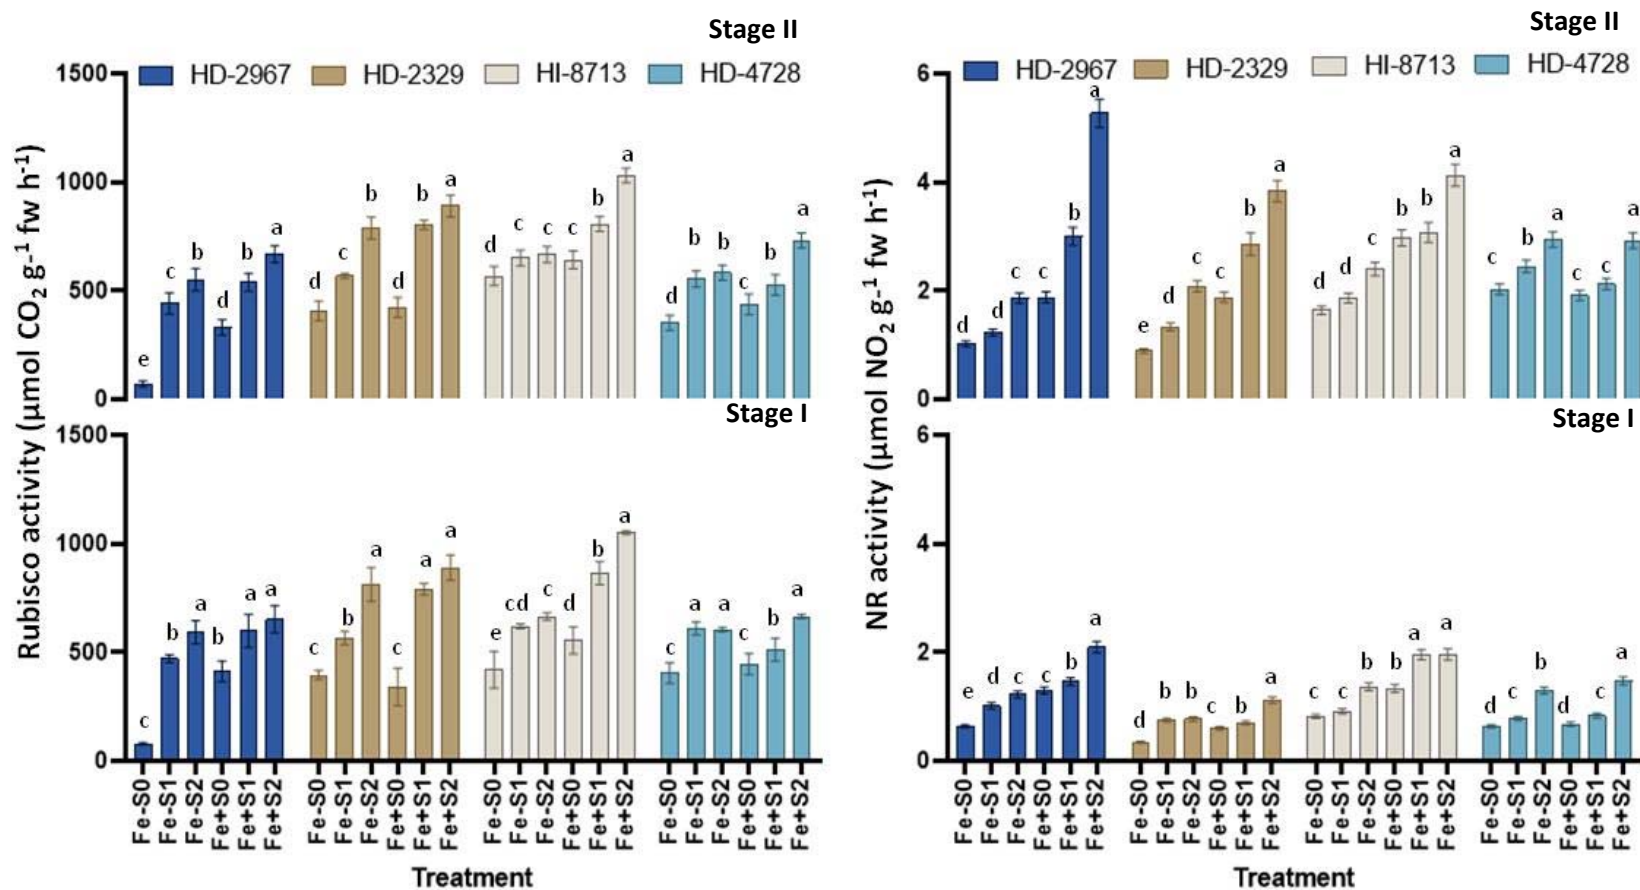 Stage II
HD-2967 HD-2329 HI-8713 HD-4728
Rubisco activity (µmol CO₂ g-¹ fw h-¹)
1500
1000
500
0
e c b d b a
d c b d b a
d c c c b a
d b b c b a
Stage I
1500
1000
500
0
c b a b a a
c b a c a a
e cd c d b a
c a a c b a
Fe-S0 Fe-S1 Fe-S2 Fe+S0 Fe+S1 Fe+S2
Fe-S0 Fe-S1 Fe-S2 Fe+S0 Fe+S1 Fe+S2
Fe-S0 Fe-S1 Fe-S2 Fe+S0 Fe+S1 Fe+S2
Fe-S0 Fe-S1 Fe-S2 Fe+S0 Fe+S1 Fe+S2
Treatment
Stage II
HD-2967 HD-2329 HI-8713 HD-4728
NR activity (µmol NO₂ g-¹ fw h-¹)
6
4
2
0
d d c c b a
e d c c b a
d d c b b a
c b a c c a
Stage I
6
4
2
0
e d c c b a
d b b c b a
c c b b a a
d c b d c a
Fe-S0 Fe-S1 Fe-S2 Fe+S0 Fe+S1 Fe+S2
Fe-S0 Fe-S1 Fe-S2 Fe+S0 Fe+S1 Fe+S2
Fe-S0 Fe-S1 Fe-S2 Fe+S0 Fe+S1 Fe+S2
Fe-S0 Fe-S1 Fe-S2 Fe+S0 Fe+S1 Fe+S2
Treatment